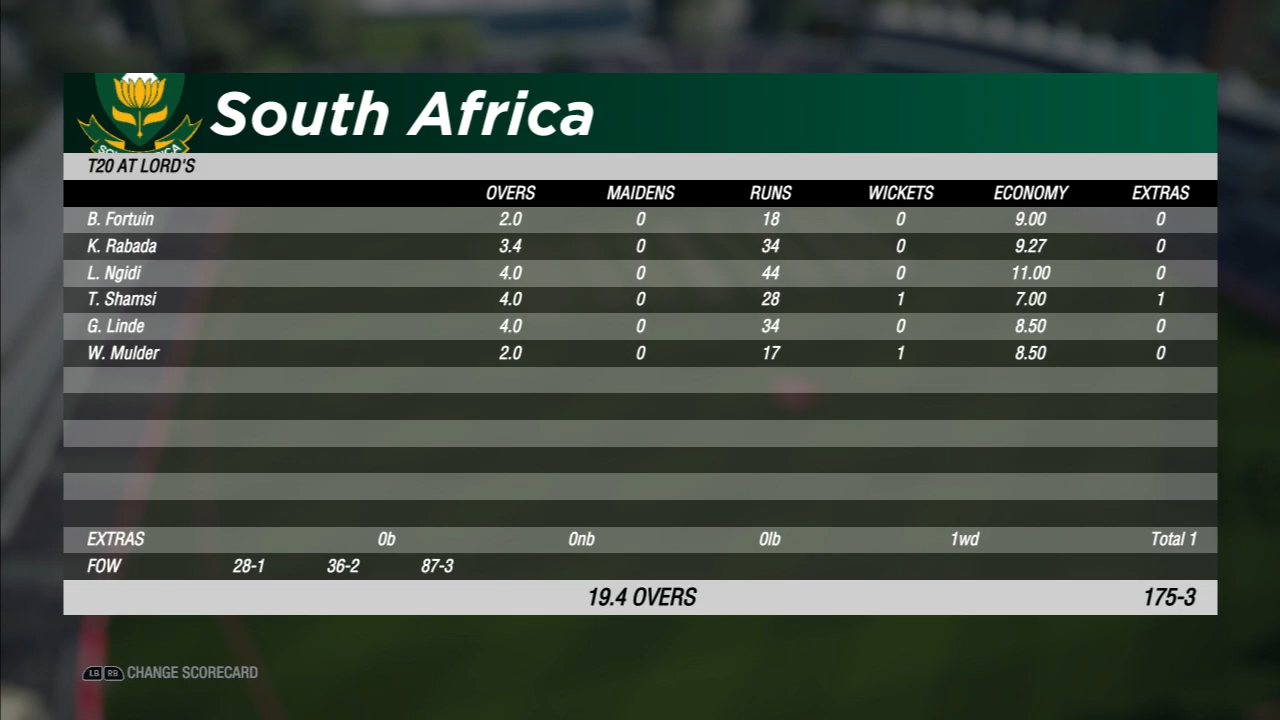 South Africa
T20 AT LORD'S
OVERS MAIDENS RUNS WICKETS ECONOMY EXTRAS
B. Fortuin 2.0 0 18 0 9.00 0
K. Rabada 3.4 0 34 0 9.27 0
L. Ngidi 4.0 0 44 0 11.00 0
T. Shamsi 4.0 0 28 1 7.00 1
G. Linde 4.0 0 34 0 8.50 0
W. Mulder 2.0 0 17 1 8.50 0
EXTRAS 0b 0nb 0lb 1wd Total 1
FOW 28-1 36-2 87-3
19.4 OVERS 175-3
LB RB CHANGE SCORECARD